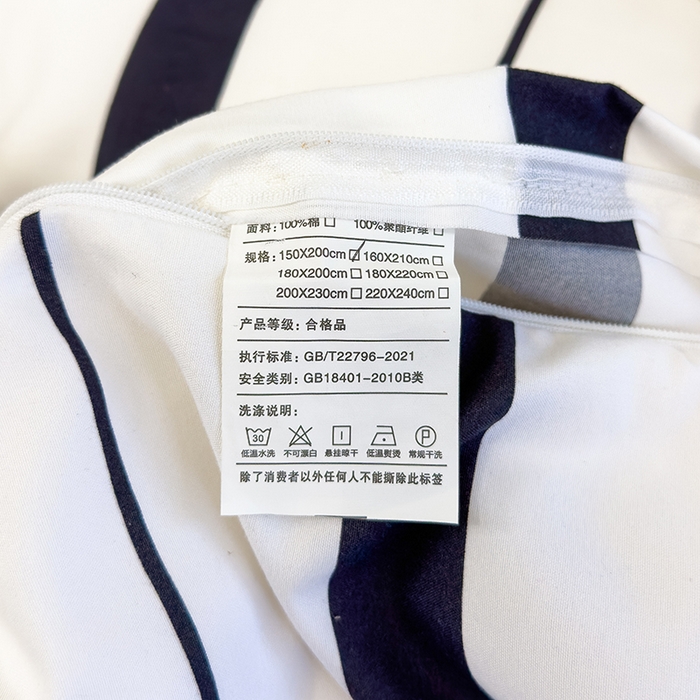 面料：100%棉□ 100%聚酯纤维□
规格：150X200cm☑ 160X210cm□
180X200cm□ 180X220cm□
200X230cm□ 220X240cm□
产品等级：合格品
执行标准：GB/T22796-2021
安全类别：GB18401-2010B类
洗涤说明：
30 P
低温水洗 不可漂白 悬挂晾干 低温熨烫 常规干洗
除了消费者以外任何人不能撕除此标签